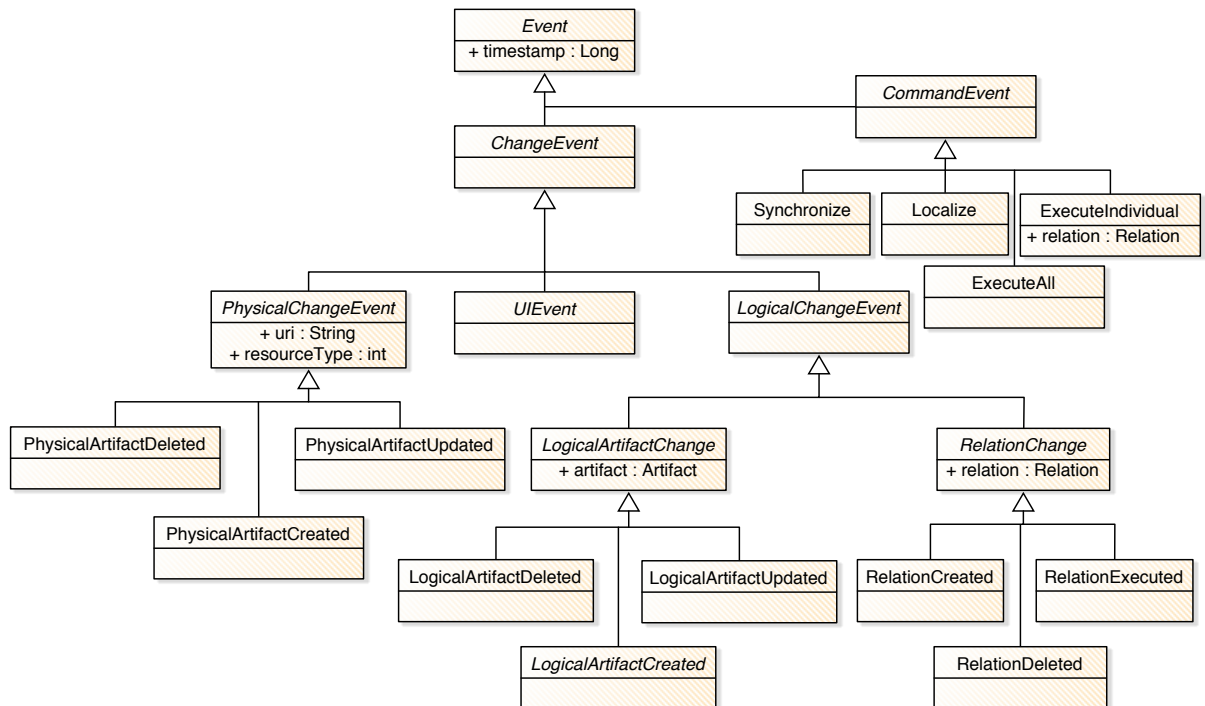 Event
+ timestamp : Long
CommandEvent
ChangeEvent
Synchronize
Localize
ExecuteIndividual
+ relation : Relation
ExecuteAll
PhysicalChangeEvent
+ uri : String
+ resourceType : int
UIEvent
LogicalChangeEvent
PhysicalArtifactDeleted
PhysicalArtifactUpdated
LogicalArtifactChange
+ artifact : Artifact
RelationChange
+ relation : Relation
PhysicalArtifactCreated
LogicalArtifactDeleted
LogicalArtifactUpdated
RelationCreated
RelationExecuted
LogicalArtifactCreated
RelationDeleted